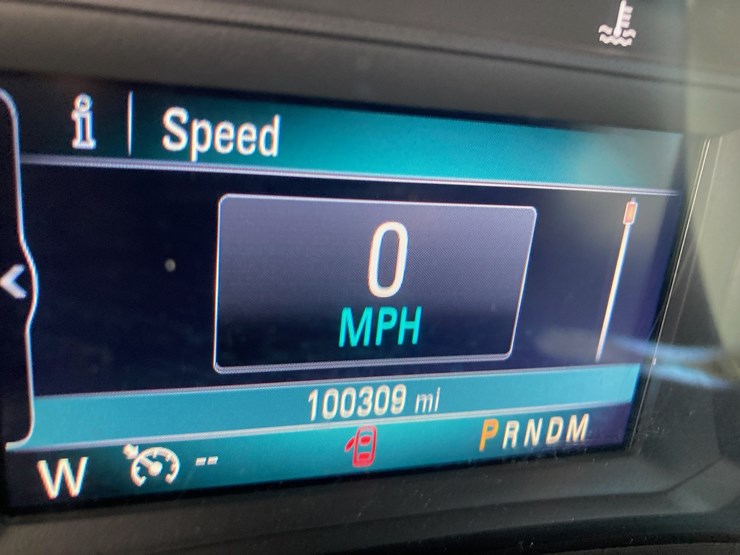 i Speed
0
MPH
100309 mi
W -- PRNDM